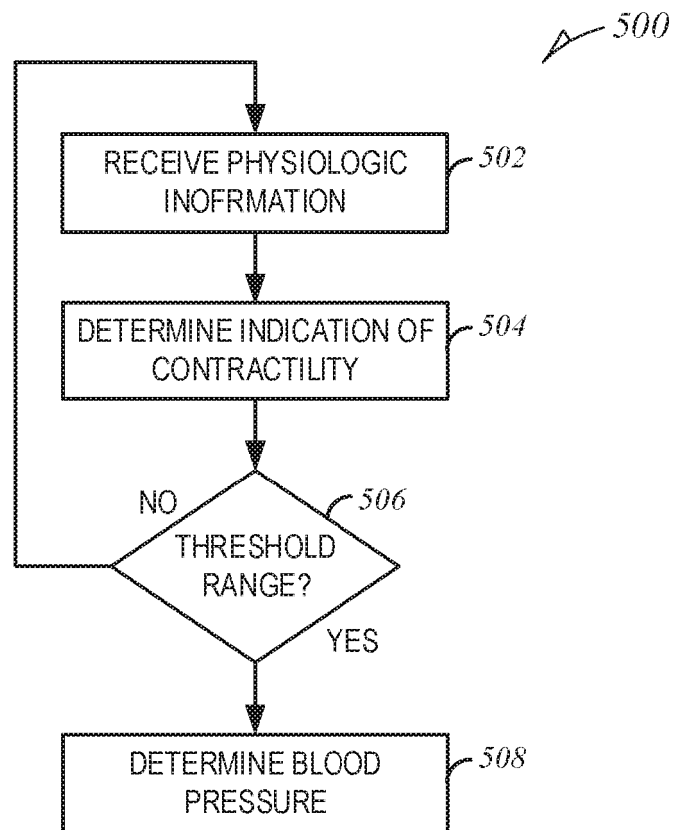 500
RECEIVE PHYSIOLOGIC
INOFRMATION
502
DETERMINE INDICATION OF
CONTRACTILITY
504
NO
506
THRESHOLD
RANGE?
YES
DETERMINE BLOOD
PRESSURE
508